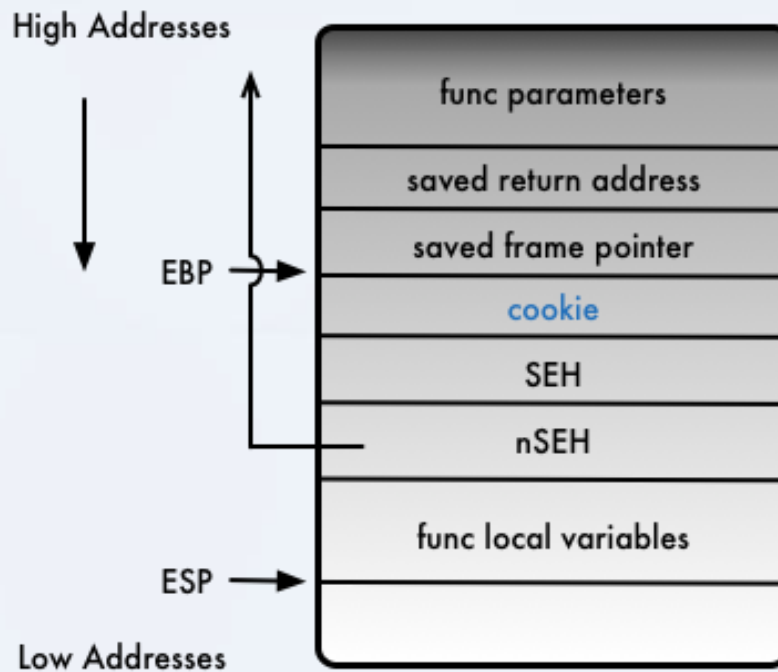 High Addresses
func parameters
saved return address
saved frame pointer
EBP
cookie
SEH
nSEH
func local variables
ESP
Low Addresses